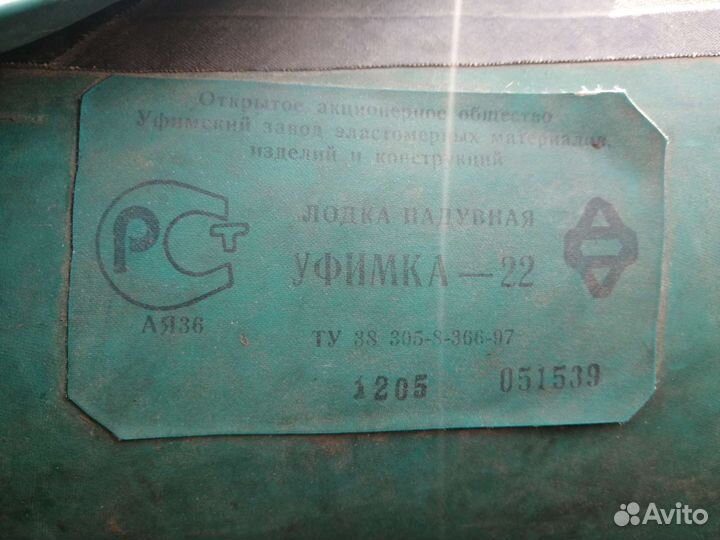 Открытое акционерное общество
Уфимский завод эластомерных материалов,
изделий и конструкций
РСТ
АЯ36
ЛОДКА НАДУВНАЯ
УФИМКА — 22
ТУ 38 305-8-366-97
1205 051539
Avito